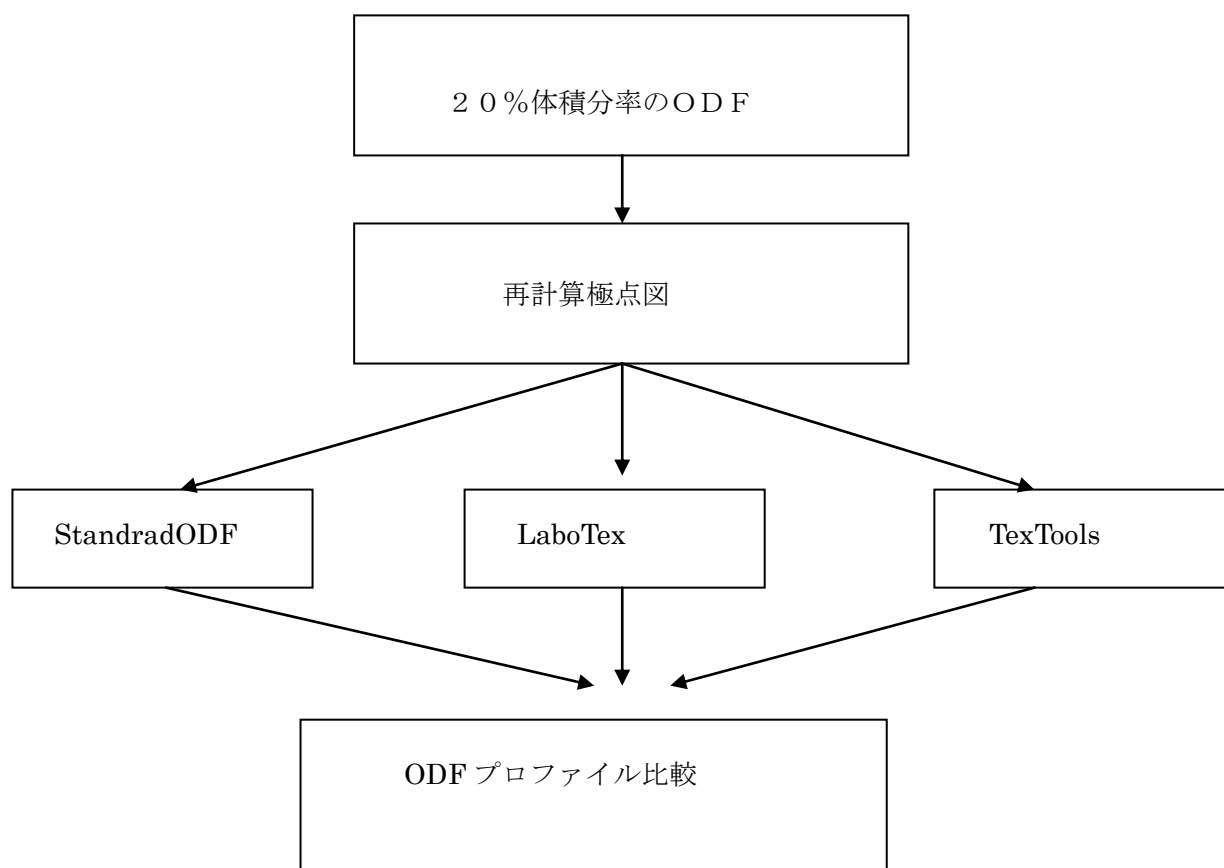 ２０％体積分率のＯＤＦ
再計算極点図
StandradODF
LaboTex
TexTools
ODF プロファイル比較